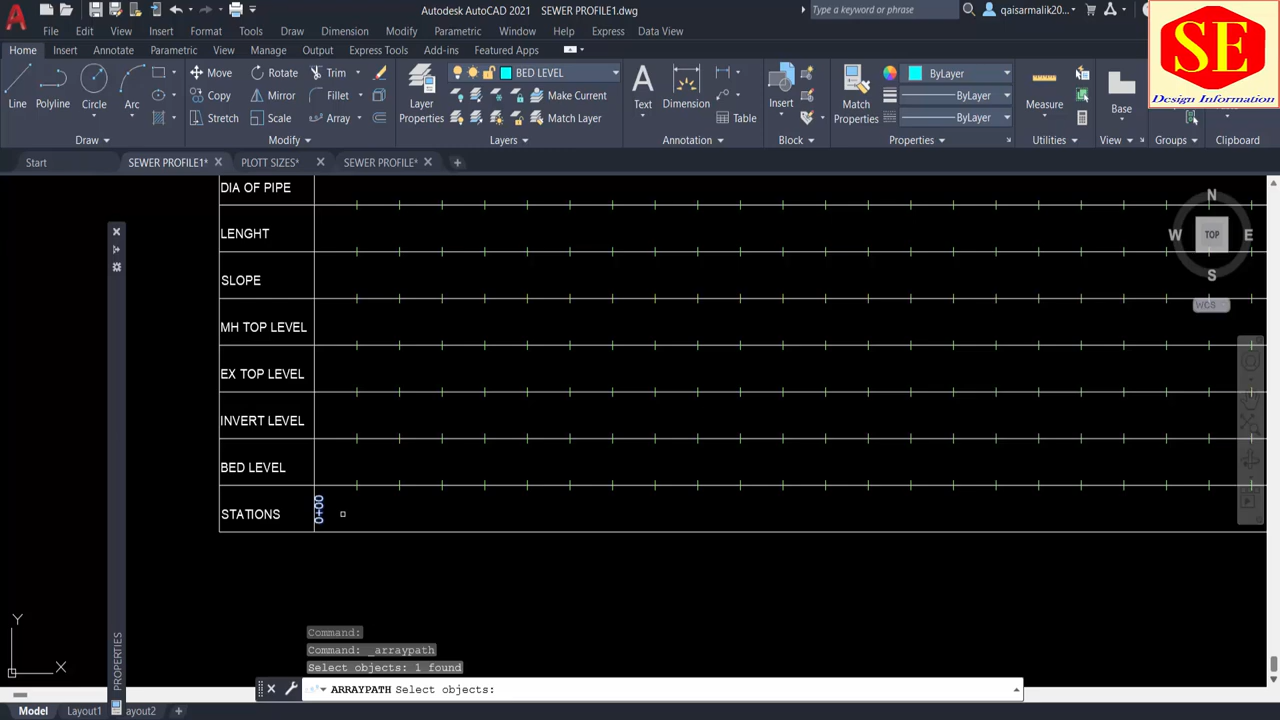 Autodesk AutoCAD 2021 SEWER PROFILE1.dwg
Type a keyword or phrase
qaisarmalik20...
File Edit View Insert Format Tools Draw Dimension Modify Parametric Window Help Express Data View
Home Insert Annotate Parametric View Manage Output Express Tools Add-ins Featured Apps
SE
Design Information
Line Polyline Circle Arc
Move Rotate Trim
Copy Mirror Fillet
Stretch Scale Array
Layer Properties
BED LEVEL
Make Current
Match Layer
Text Dimension Table
Insert
Match Properties
ByLayer
ByLayer
ByLayer
Measure
Base
Draw Modify Layers Annotation Block Properties Utilities View Groups Clipboard
Start SEWER PROFILE1* PLOTT SIZES* SEWER PROFILE*
DIA OF PIPE
LENGHT
SLOPE
MH TOP LEVEL
EX TOP LEVEL
INVERT LEVEL
BED LEVEL
STATIONS
0+00
N
W TOP E
S
WCS
Y
X
PROPERTIES
Command:
Command: _arraypath
Select objects: 1 found
ARRAYPATH Select objects:
Model Layout1 layout2